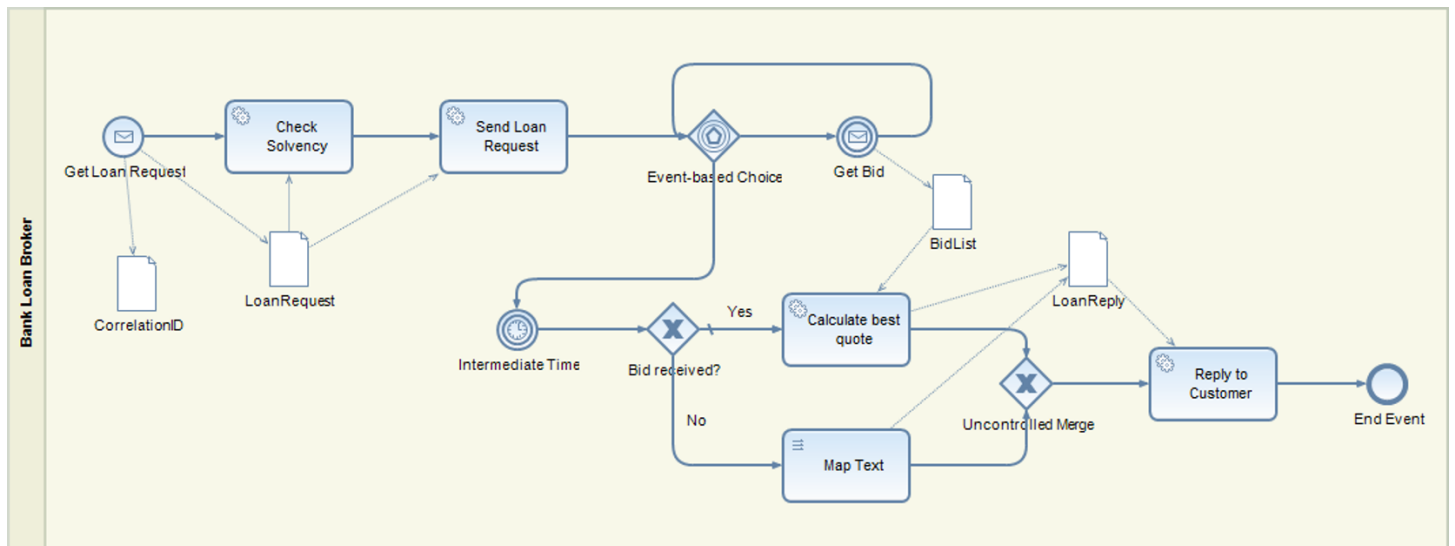 Bank Loan Broker
Get Loan Request
Check
Solvency
Send Loan
Request
Event-based Choice
Get Bid
CorrelationID
LoanRequest
BidList
LoanReply
Intermediate Time
Bid received?
Yes
No
Calculate best
quote
Map Text
Uncontrolled Merge
Reply to
Customer
End Event